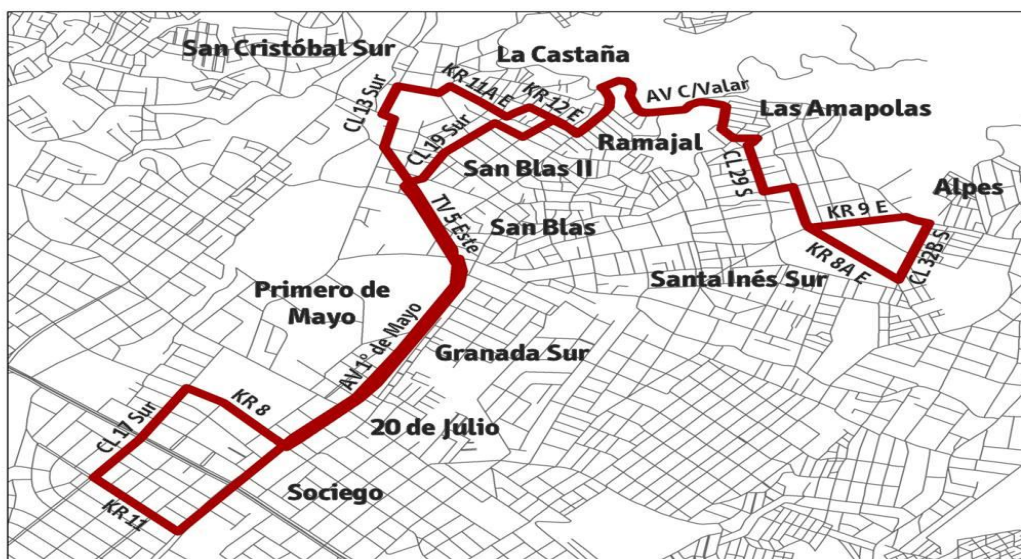 San Cristóbal Sur
La Castaña
KR 11A E
KR 12 E
AV C/Valar
CL 13 Sur
Las Amapolas
CL 19 Sur
Ramajal
San Blas II
CL 29 S
Alpes
TV 5 Este
San Blas
KR 9 E
CL 32B S
KR 8A E
Santa Inés Sur
Primero de
Mayo
AV 1° de Mayo
Granada Sur
KR 8
CL 17 Sur
20 de Julio
Sociego
KR 11